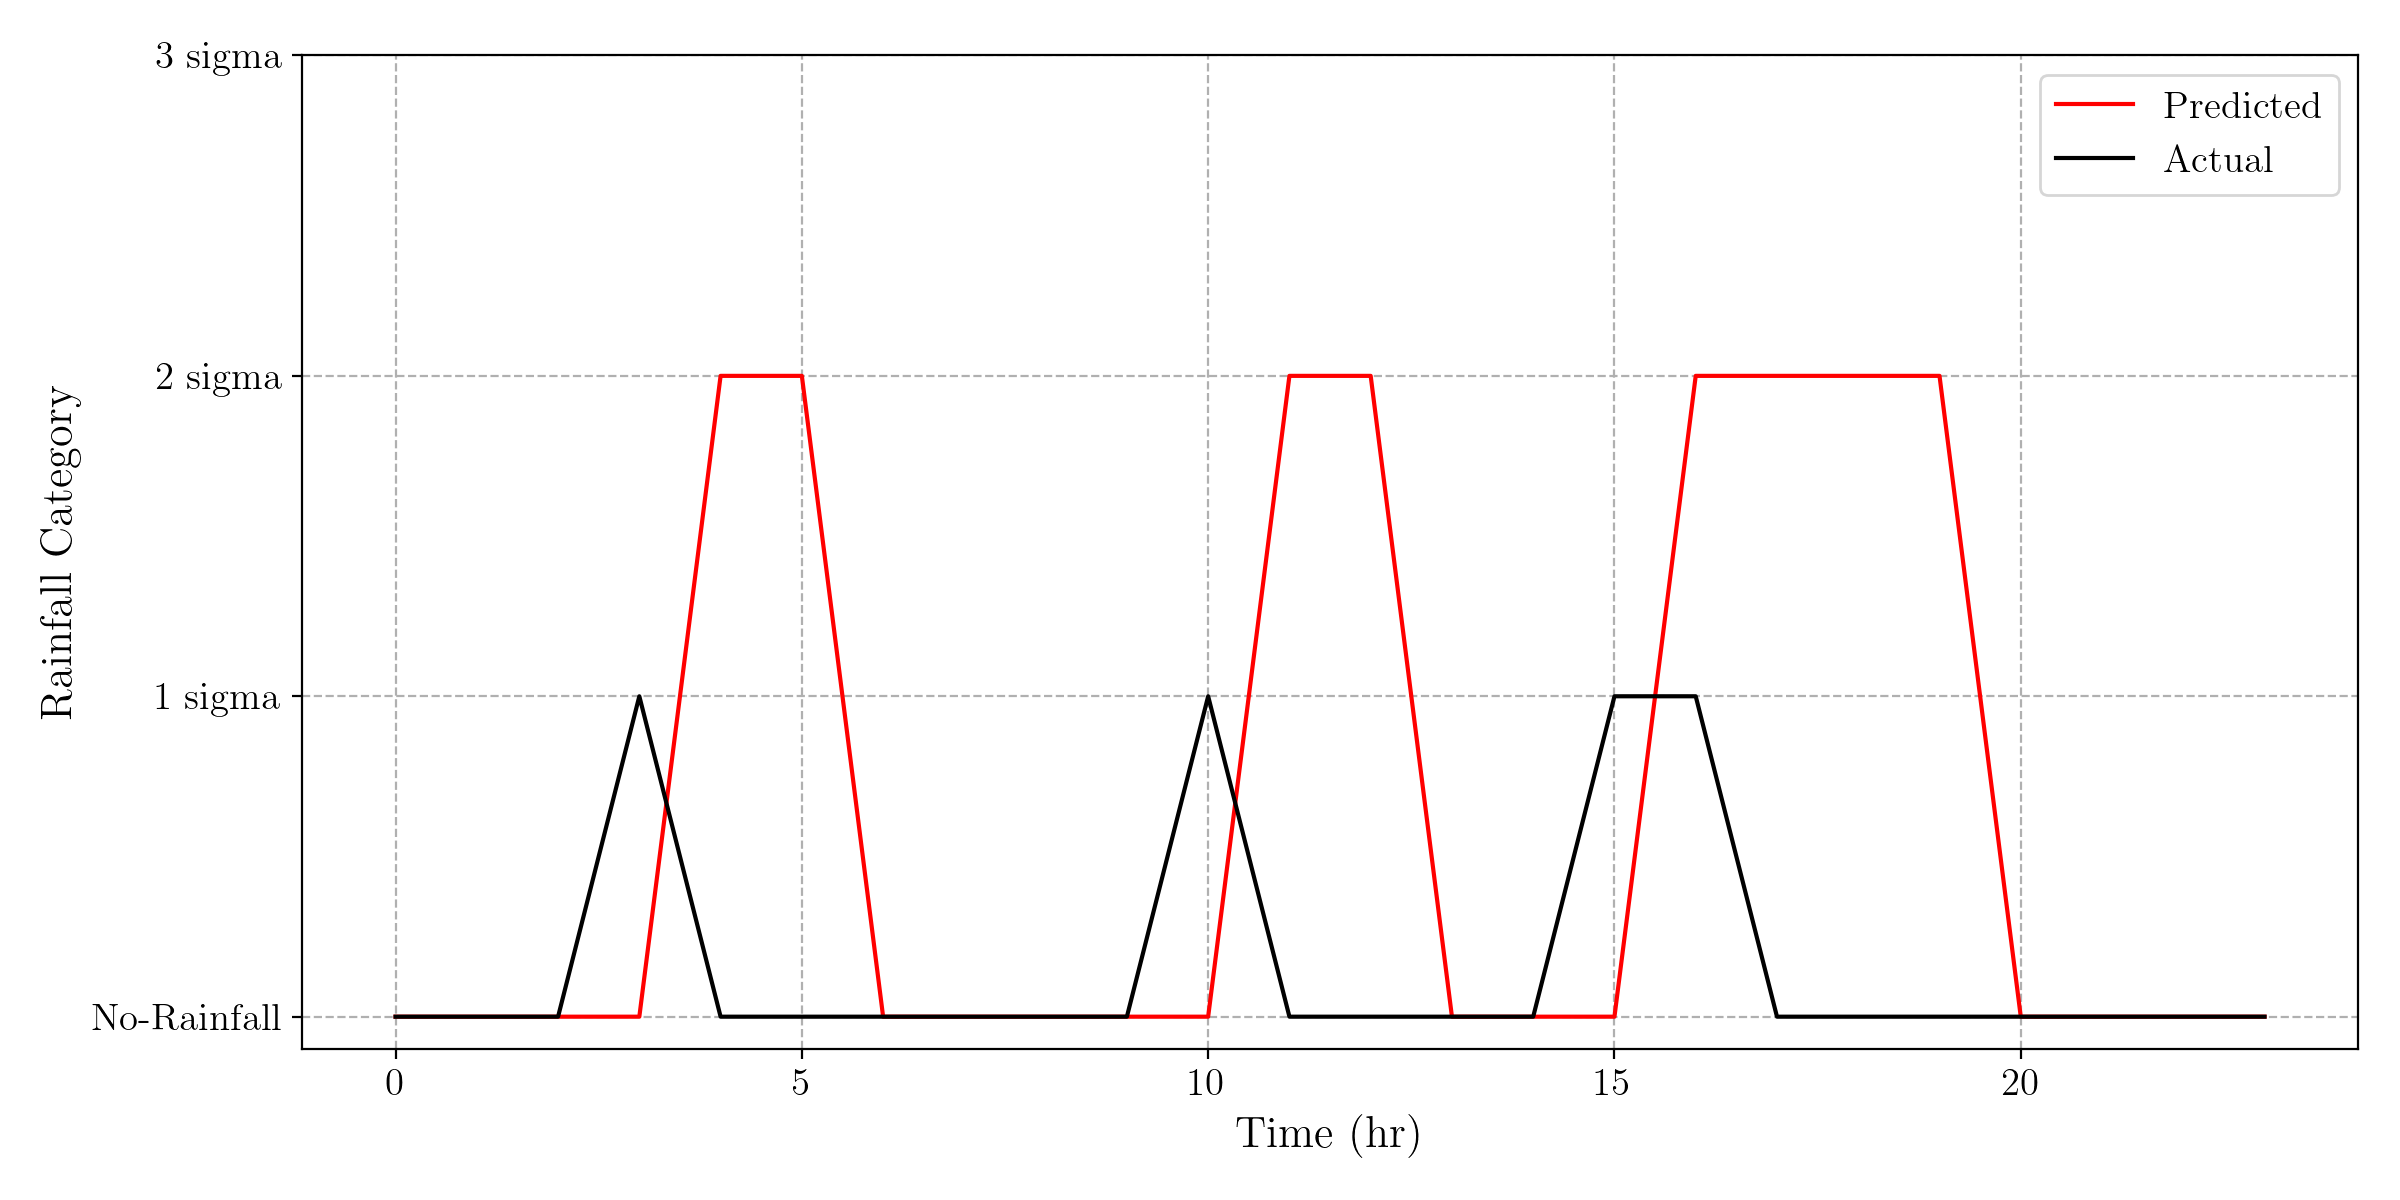 3 sigma
2 sigma
1 sigma
No-Rainfall
Rainfall Category
0 5 10 15 20
Time (hr)
Predicted
Actual